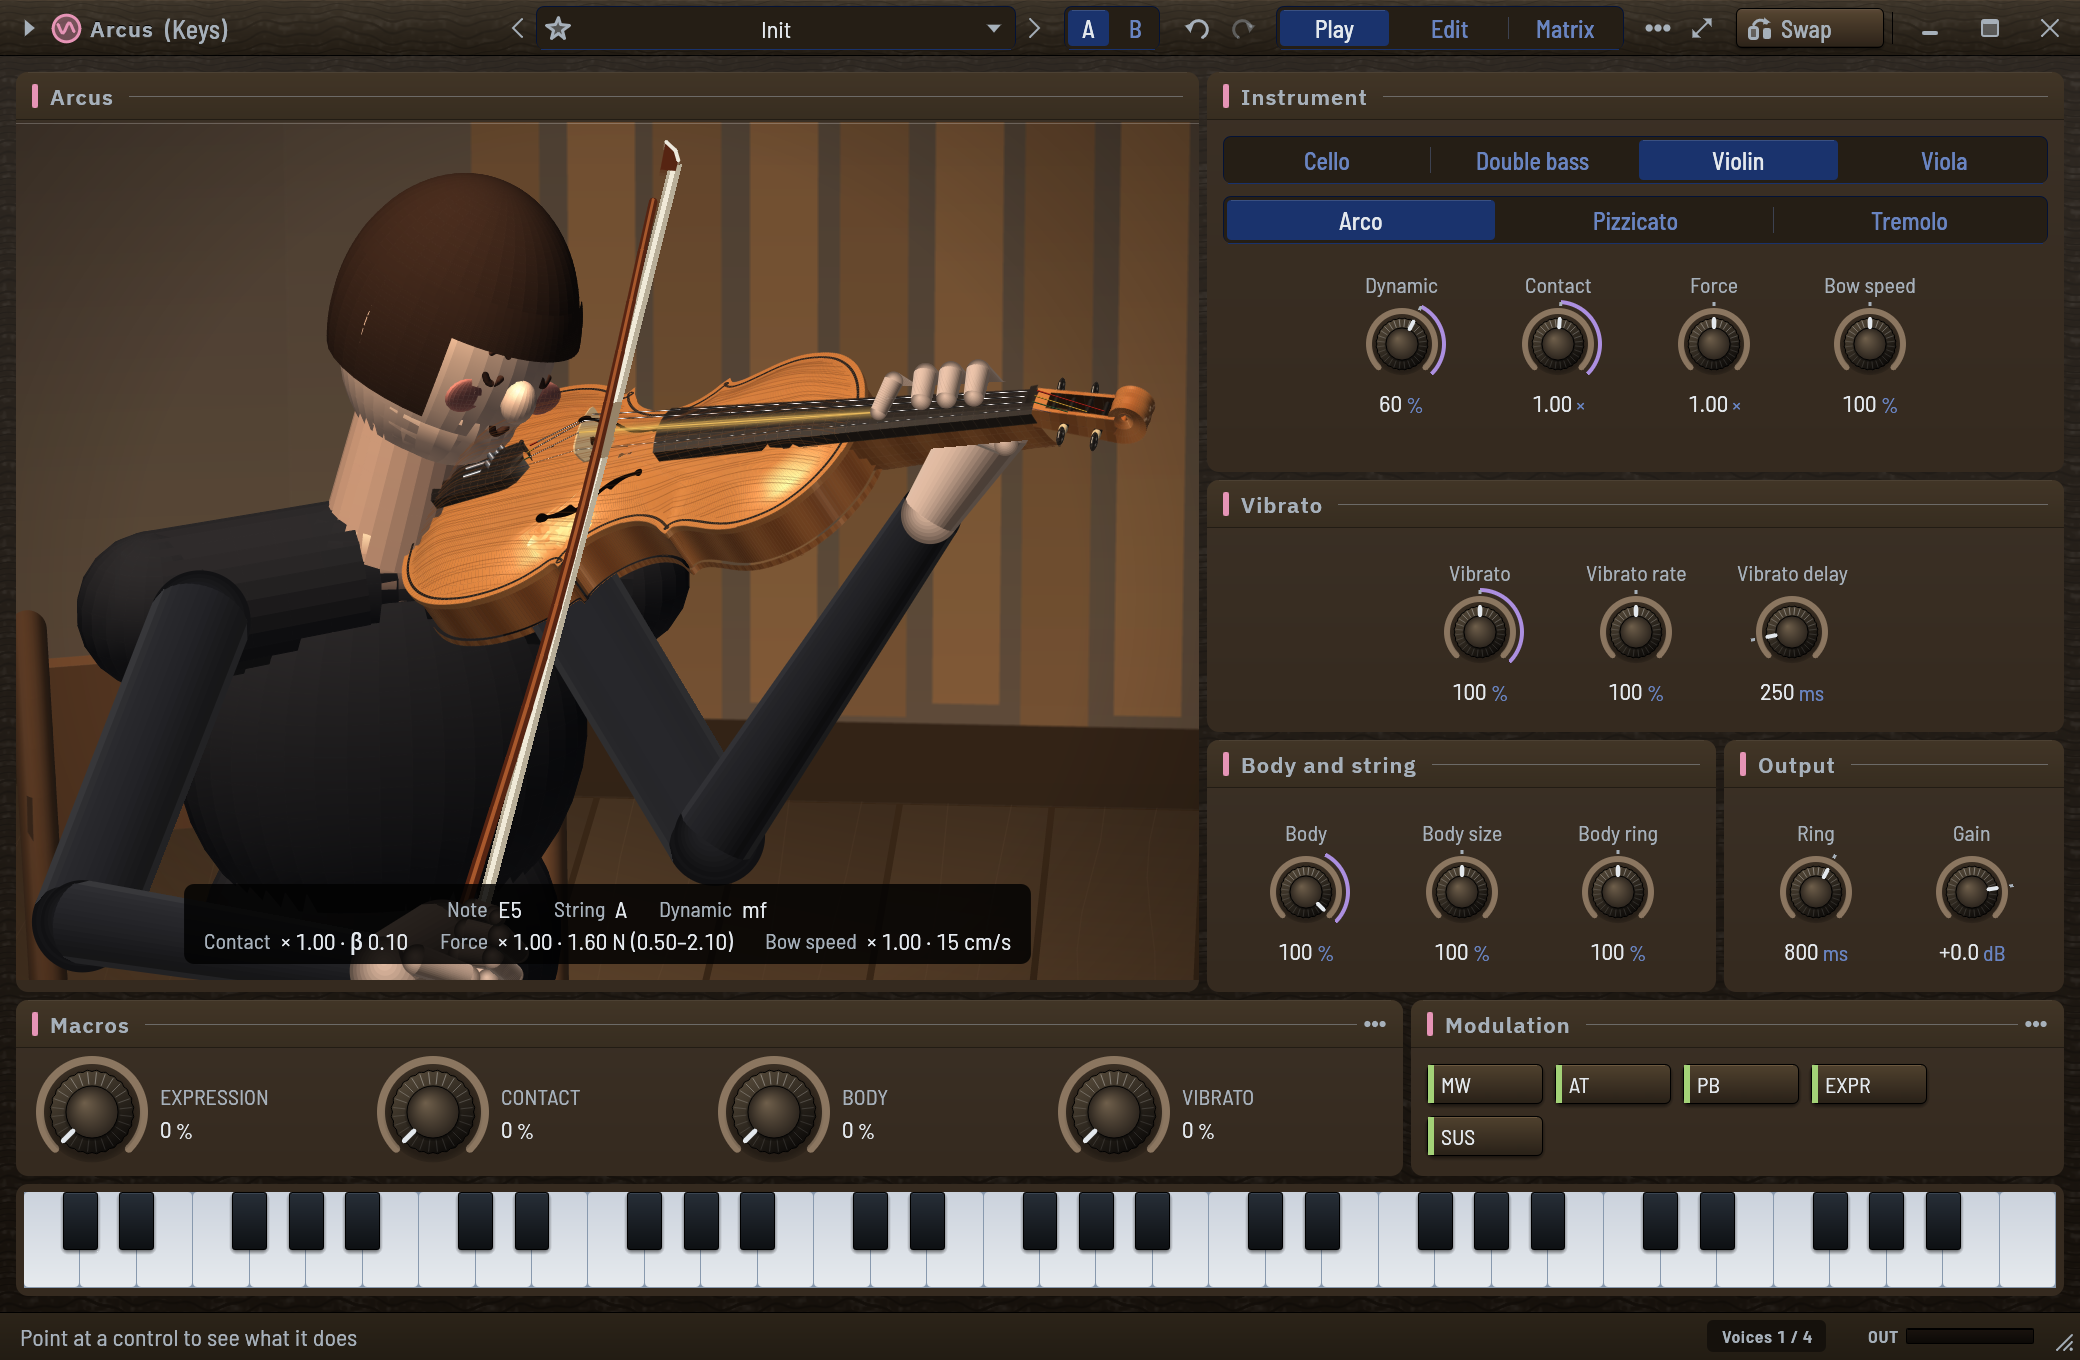 Arcus (Keys)
Init
A B
Play Edit Matrix
Swap
Arcus
Instrument
Cello Double bass Violin Viola
Arco Pizzicato Tremolo
Dynamic Contact Force Bow speed
60 % 1.00 × 1.00 × 100 %
Vibrato
Vibrato Vibrato rate Vibrato delay
100 % 100 % 250 ms
Body and string
Body Body size Body ring
100 % 100 % 100 %
Output
Ring Gain
800 ms +0.0 dB
Note E5 String A Dynamic mf
Contact × 1.00 · β 0.10 Force × 1.00 · 1.60 N (0.50–2.10) Bow speed × 1.00 · 15 cm/s
Macros
EXPRESSION
0 %
CONTACT
0 %
BODY
0 %
VIBRATO
0 %
Modulation
MW AT PB EXPR
SUS
Point at a control to see what it does
Voices 1 / 4 OUT